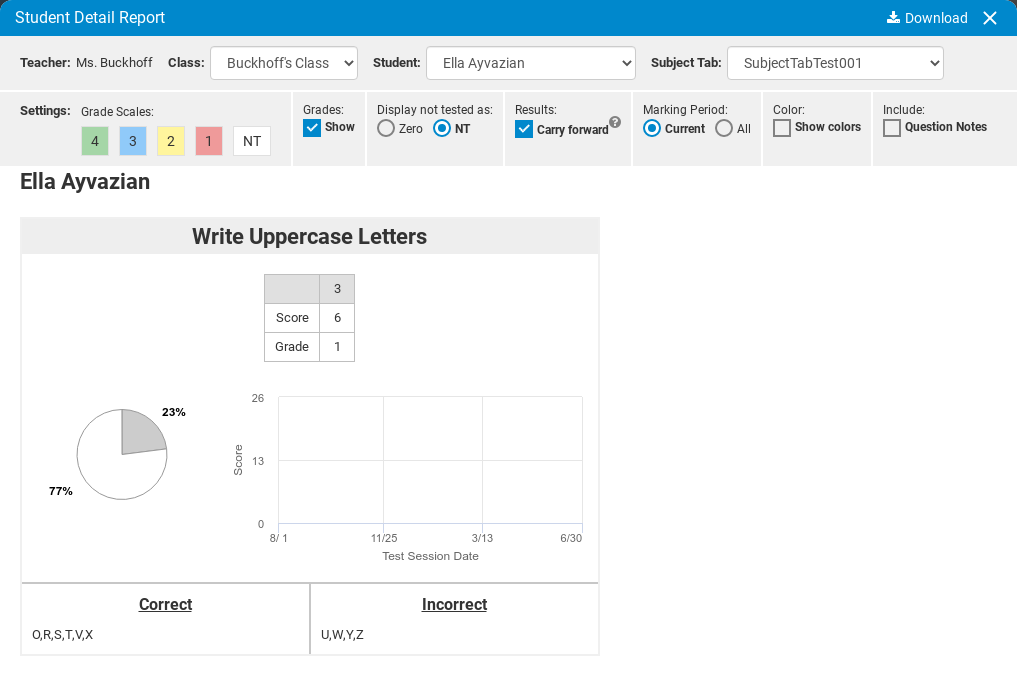 Student Detail Report
Download
Teacher: Ms. Buckhoff Class: Buckhoff's Class Student: Ella Ayvazian Subject Tab: SubjectTabTest001
Settings: Grade Scales:
4 3 2 1 NT
Grades:
Show
Display not tested as:
Zero NT
Results:
Carry forward ?
Marking Period:
Current All
Color:
Show colors
Include:
Question Notes
Ella Ayvazian
Write Uppercase Letters
3
Score 6
Grade 1
23%
77%
26
13
0
Score
8/ 1 11/25 3/13 6/30
Test Session Date
Correct
O,R,S,T,V,X
Incorrect
U,W,Y,Z